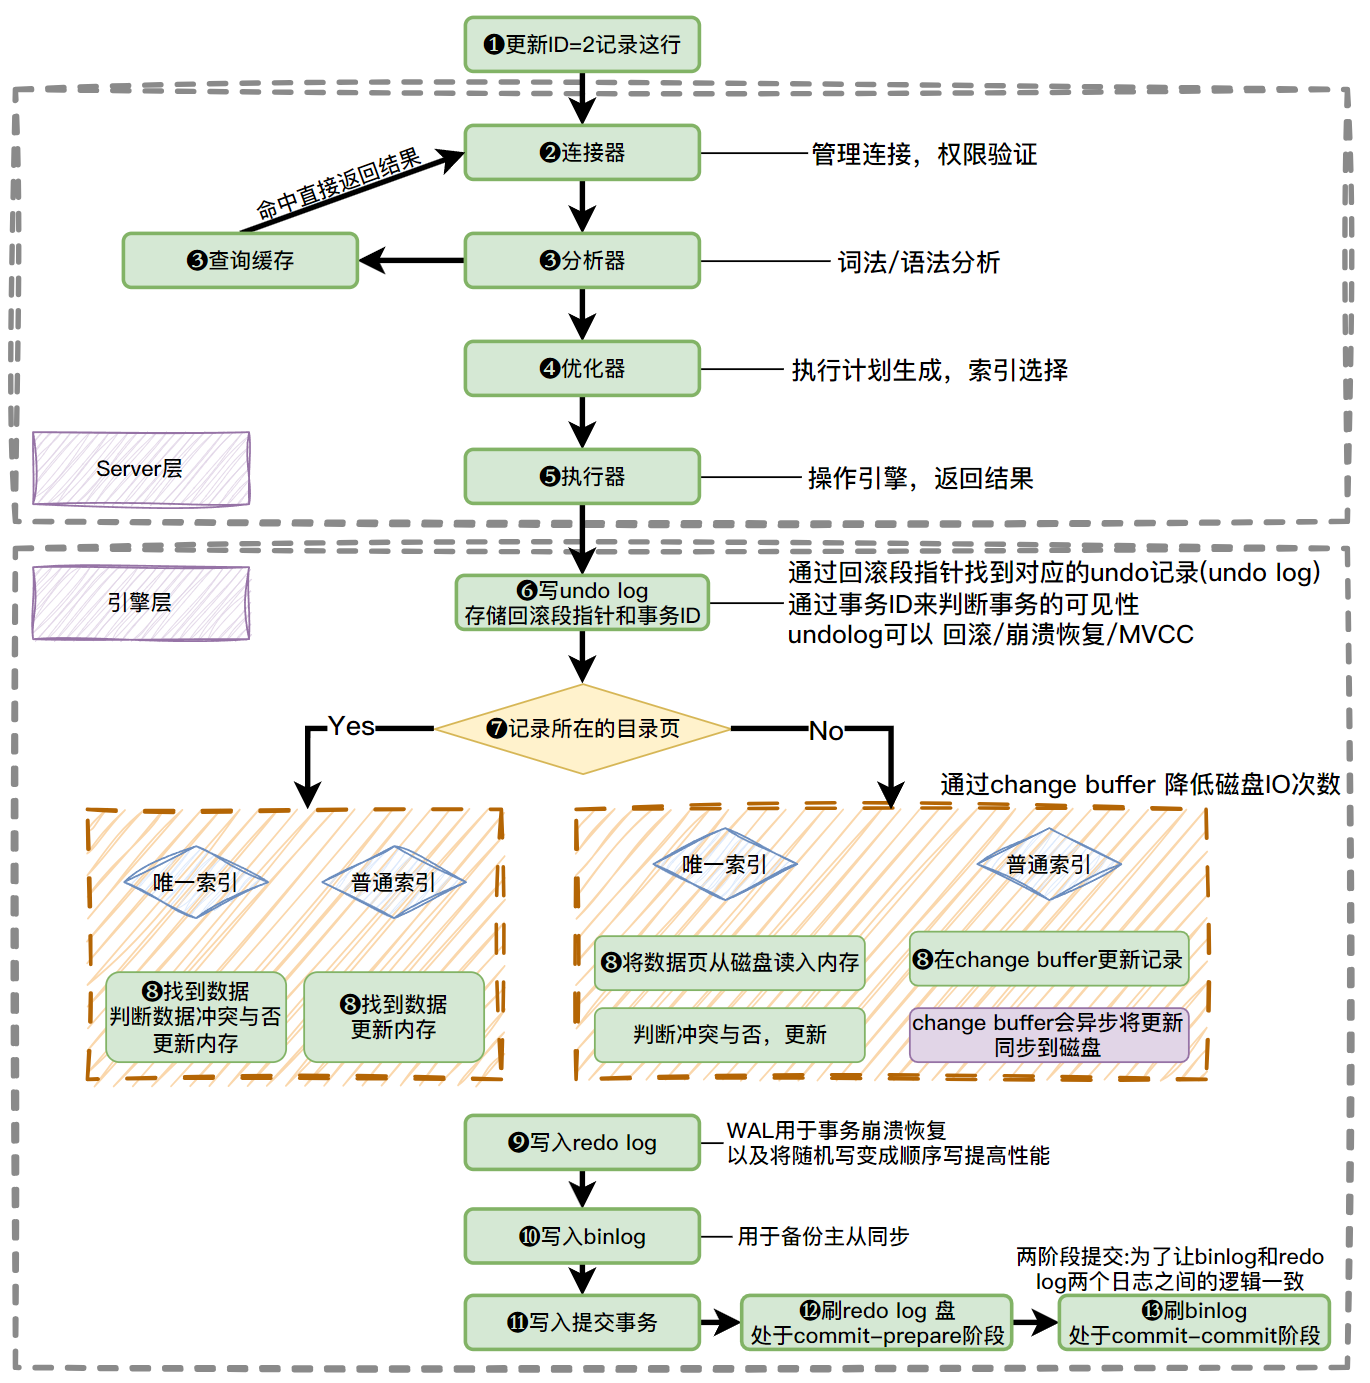 ❶更新ID=2记录这行
❷连接器
管理连接，权限验证
命中直接返回结果
❸查询缓存
❸分析器
词法/语法分析
❹优化器
执行计划生成，索引选择
Server层
❺执行器
操作引擎，返回结果
引擎层
❻写undo log
存储回滚段指针和事务ID
通过回滚段指针找到对应的undo记录(undo log)
通过事务ID来判断事务的可见性
undolog可以 回滚/崩溃恢复/MVCC
❼记录所在的目录页
Yes
No
通过change buffer 降低磁盘IO次数
唯一索引
普通索引
❽找到数据
判断数据冲突与否
更新内存
❽找到数据
更新内存
唯一索引
普通索引
❽将数据页从磁盘读入内存
判断冲突与否，更新
❽在change buffer更新记录
change buffer会异步将更新
同步到磁盘
❾写入redo log
WAL用于事务崩溃恢复
以及将随机写变成顺序写提高性能
❿写入binlog
用于备份主从同步
两阶段提交:为了让binlog和redo
log两个日志之间的逻辑一致
⓫写入提交事务
⓬刷redo log 盘
处于commit-prepare阶段
⓭刷binlog
处于commit-commit阶段